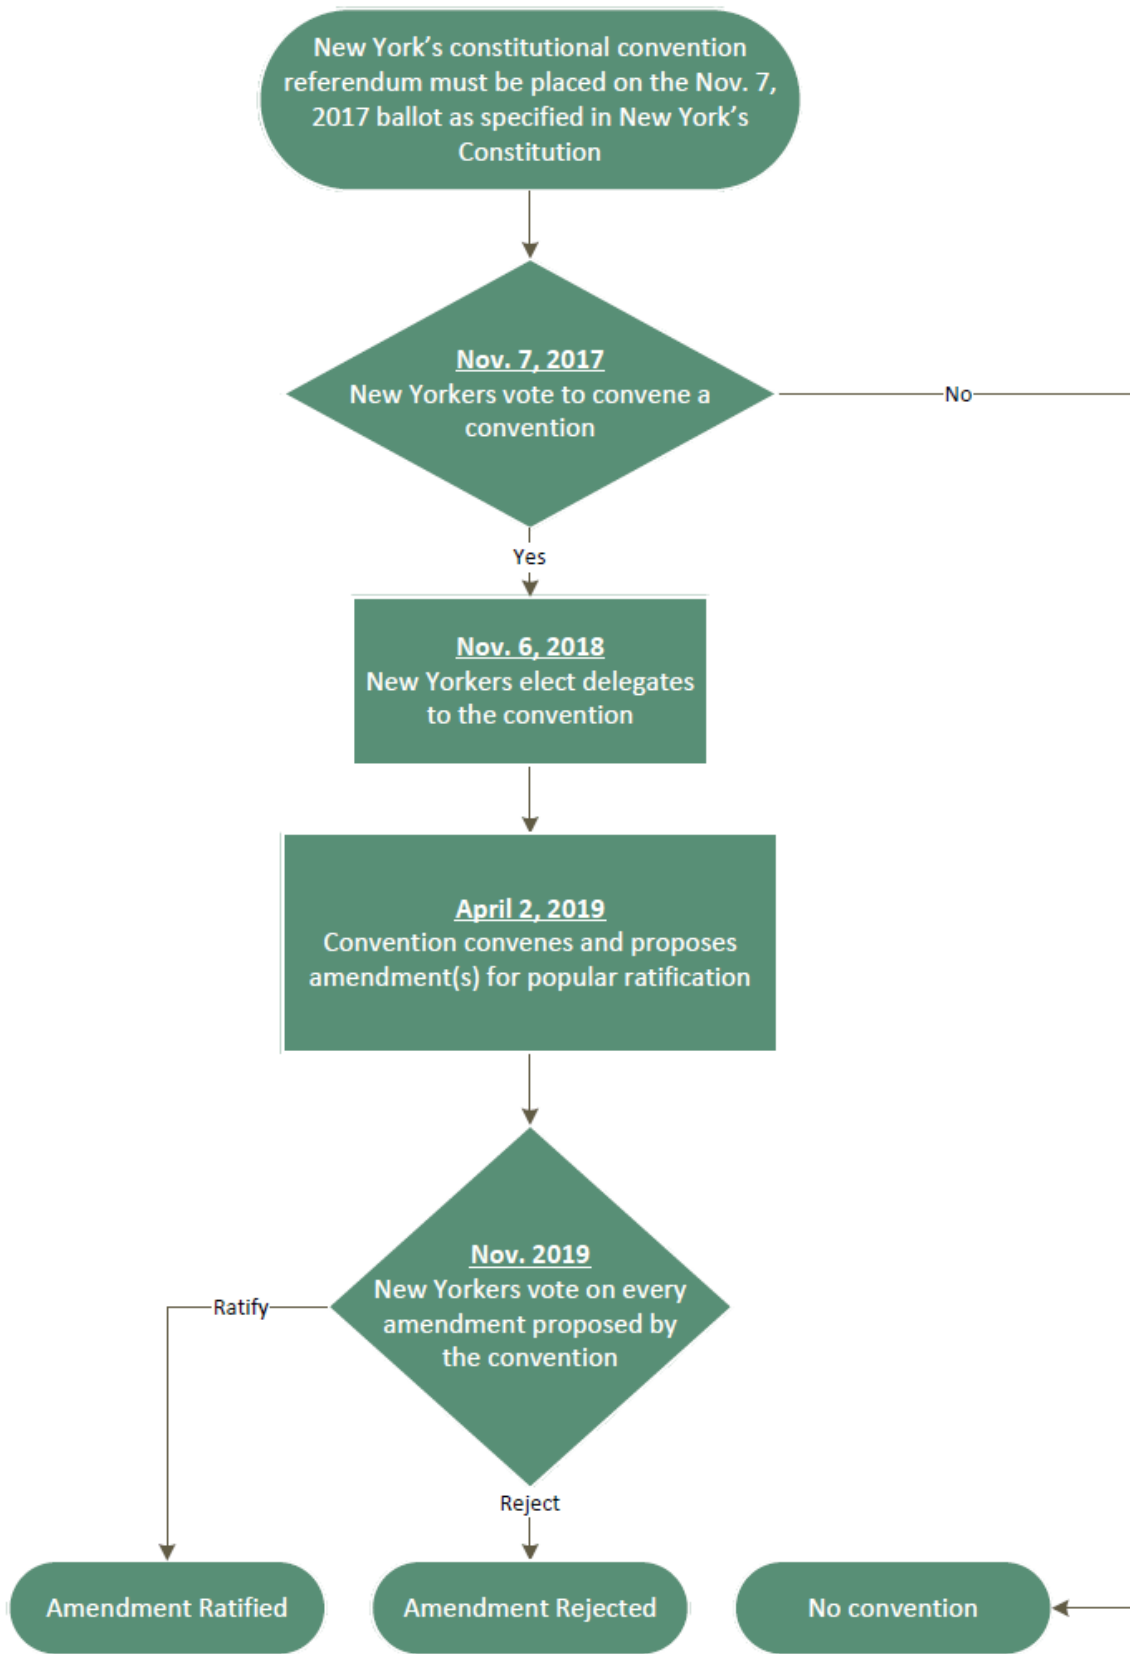 New York’s constitutional convention
referendum must be placed on the Nov. 7,
2017 ballot as specified in New York’s
Constitution
Nov. 7, 2017
New Yorkers vote to convene a
convention
No
Yes
Nov. 6, 2018
New Yorkers elect delegates
to the convention
April 2, 2019
Convention convenes and proposes
amendment(s) for popular ratification
Nov. 2019
New Yorkers vote on every
amendment proposed by
the convention
Ratify
Reject
Amendment Ratified
Amendment Rejected
No convention